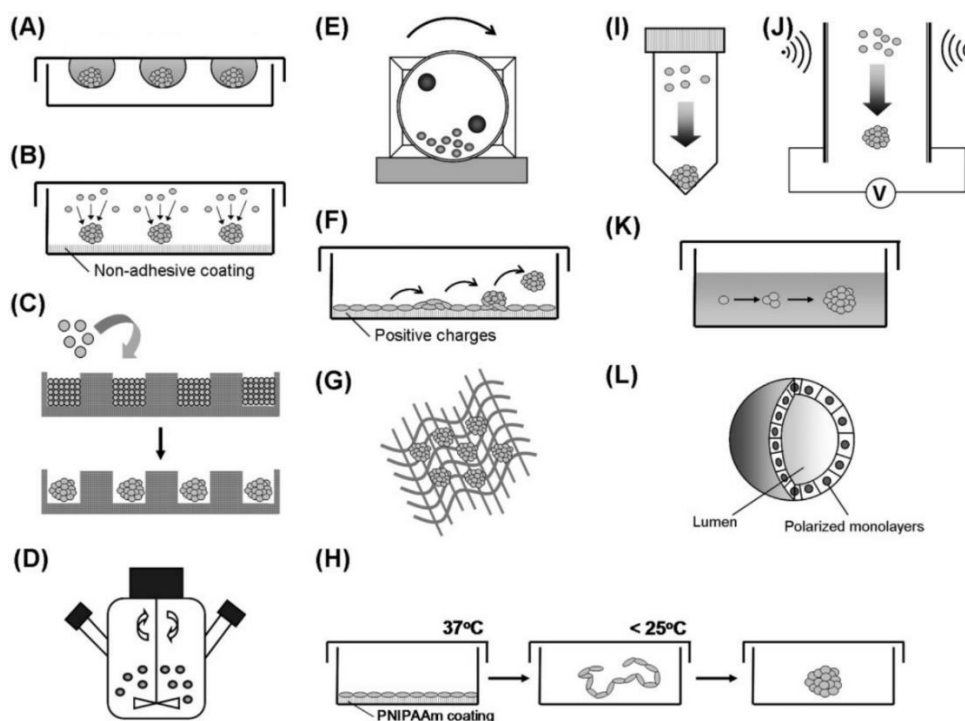 (A)
(B)
Non-adhesive coating
(C)
(D)
(E)
(F)
Positive charges
(G)
(H)
37°C
< 25°C
PNIPAAm coating
(I)
(J)
V
(K)
(L)
Lumen
Polarized monolayers